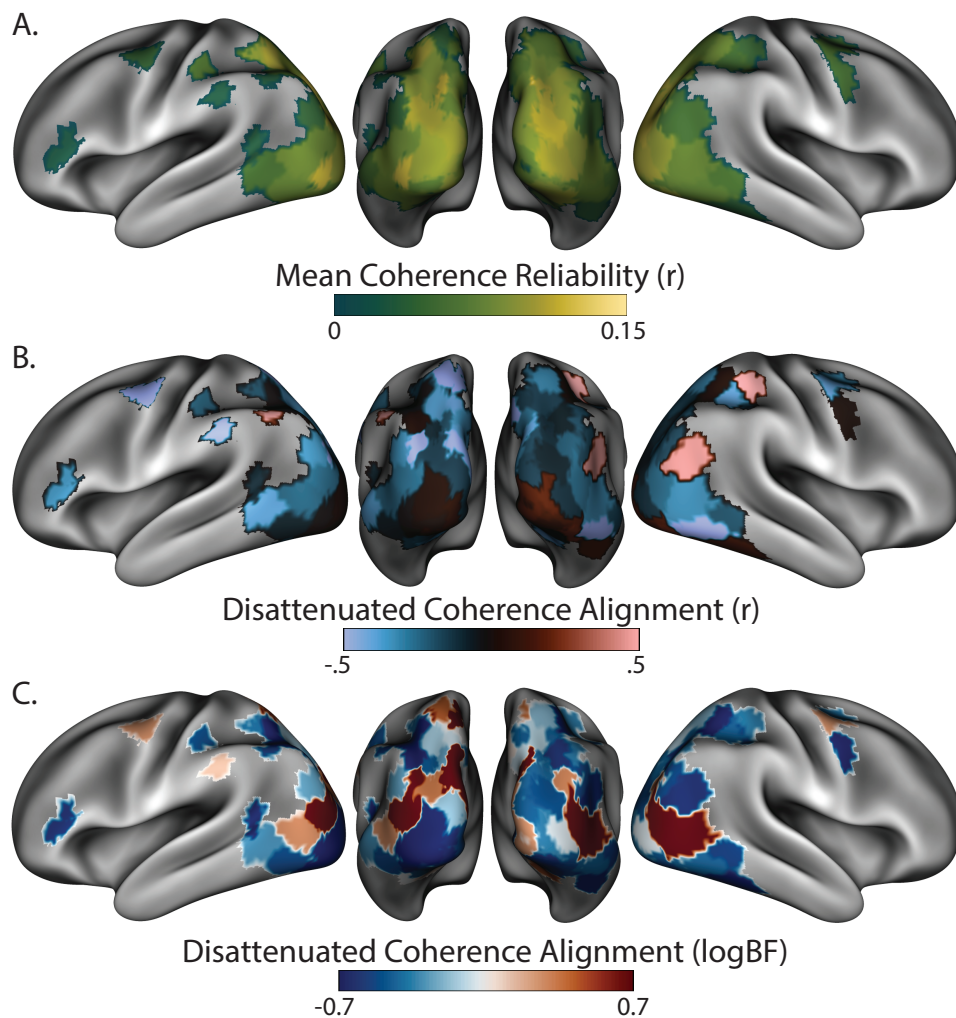 A.
Mean Coherence Reliability (r)
0 0.15
B.
Disattenuated Coherence Alignment (r)
-.5 .5
C.
Disattenuated Coherence Alignment (logBF)
-0.7 0.7